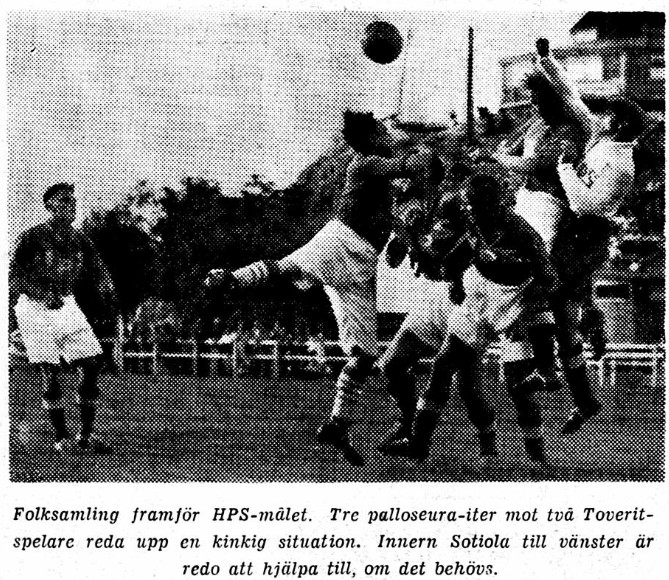 Folksamling framför HPS-målet. Tre palloseura-iter mot två Toverit-
spelare reda upp en kinkig situation. Innern Sotiola till vänster är
redo att hjälpa till, om det behövs.